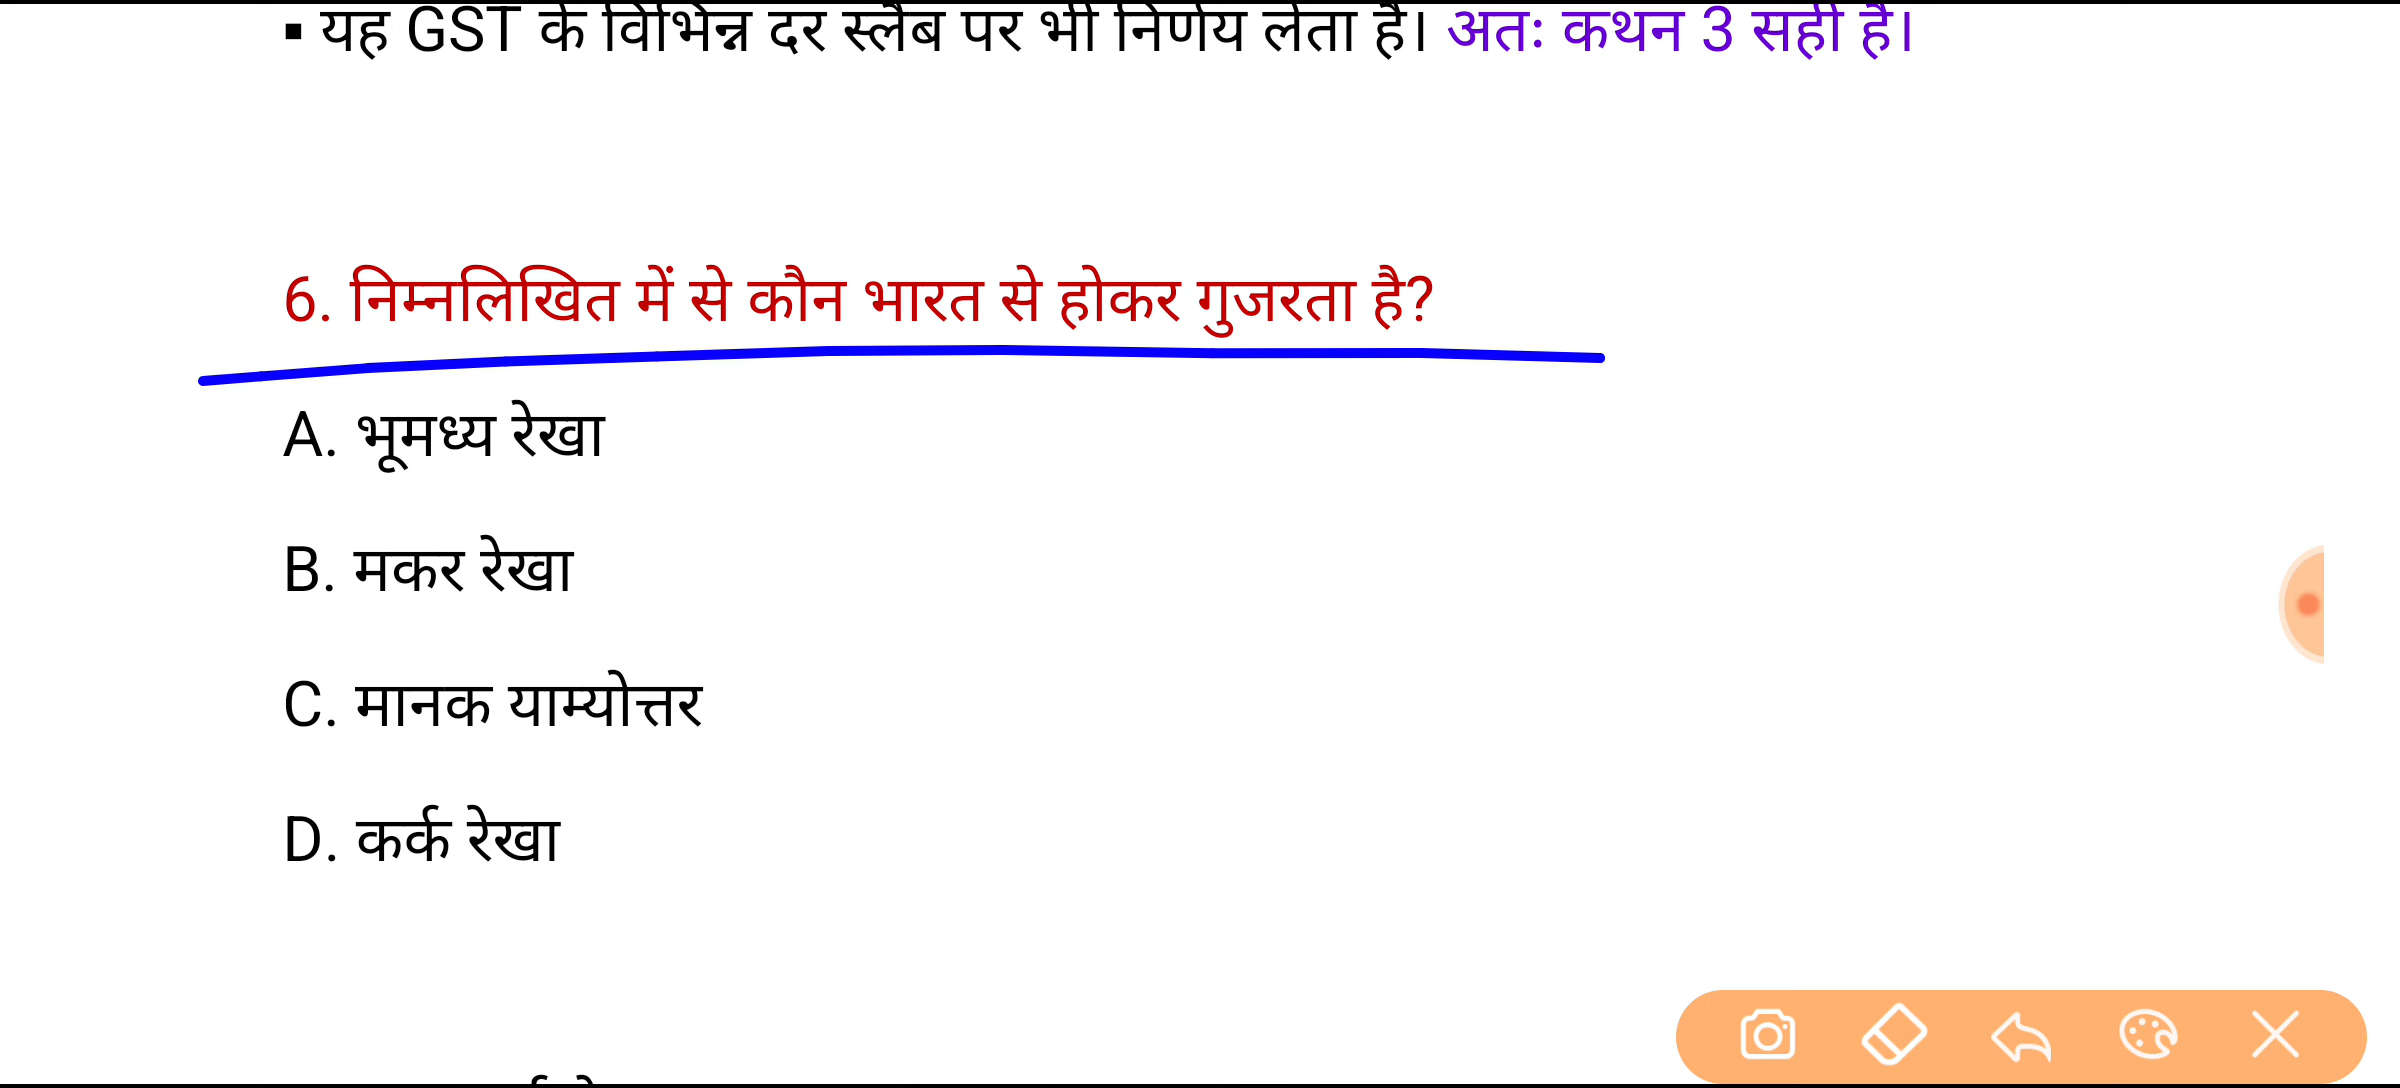 ▪ यह GST के विभिन्न दर स्लैब पर भी निर्णय लेता है। अतः कथन 3 सही है।
6. निम्नलिखित में से कौन भारत से होकर गुजरता है?
A. भूमध्य रेखा
B. मकर रेखा
C. मानक याम्योत्तर
D. कर्क रेखा